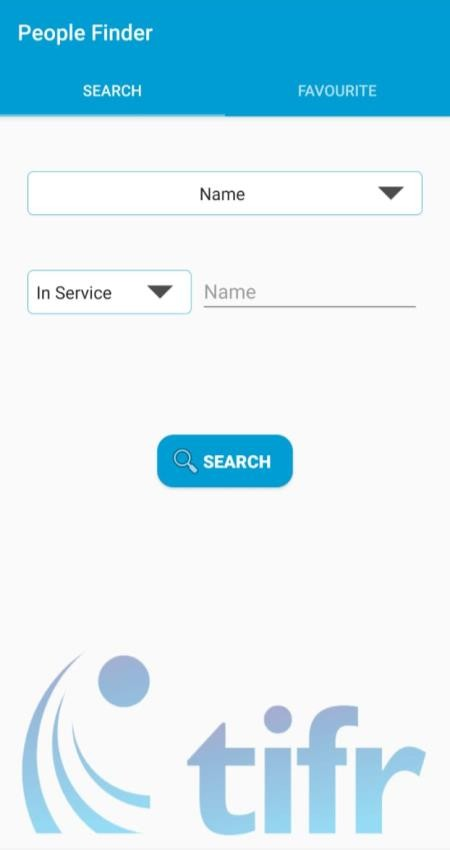 People Finder
SEARCH FAVOURITE
Name
In Service Name
SEARCH
tifr